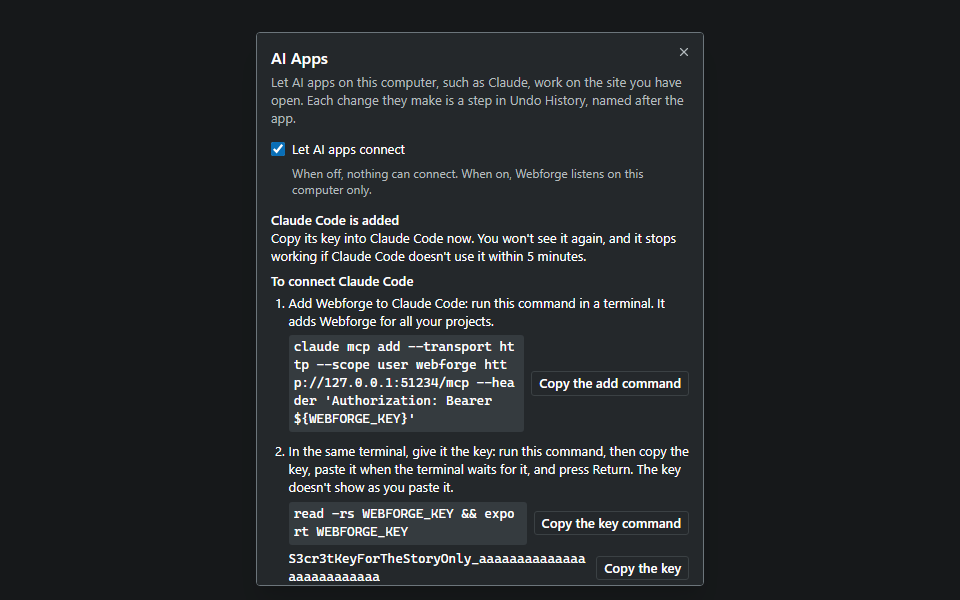 AI Apps
Let AI apps on this computer, such as Claude, work on the site you have
open. Each change they make is a step in Undo History, named after the
app.
Let AI apps connect
When off, nothing can connect. When on, Webforge listens on this
computer only.
Claude Code is added
Copy its key into Claude Code now. You won't see it again, and it stops
working if Claude Code doesn't use it within 5 minutes.
To connect Claude Code
1. Add Webforge to Claude Code: run this command in a terminal. It
adds Webforge for all your projects.
claude mcp add --transport ht
tp --scope user webforge htt
p://127.0.0.1:51234/mcp --hea
der 'Authorization: Bearer
${WEBFORGE_KEY}'
Copy the add command
2. In the same terminal, give it the key: run this command, then copy the
key, paste it when the terminal waits for it, and press Return. The key
doesn't show as you paste it.
read -rs WEBFORGE_KEY && expo
rt WEBFORGE_KEY
Copy the key command
S3cr3tKeyForTheStoryOnly_aaaaaaaaaaaaaa
aaaaaaaaaaaa
Copy the key